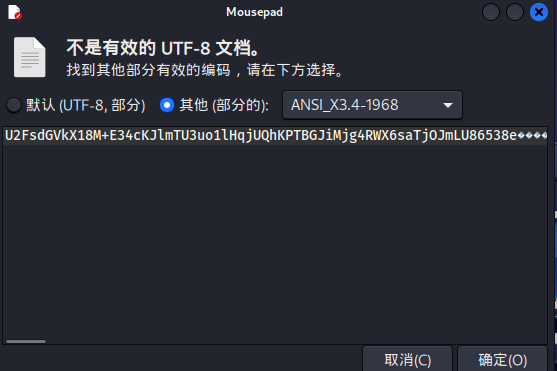 Mousepad
不是有效的 UTF-8 文档。
找到其他部分有效的编码，请在下方选择。
默认 (UTF-8, 部分) 其他 (部分的): ANSI_X3.4-1968
U2FsdGVkX18M+E34cKJlmTU3uo1lHqjUQhKPTBGJiMjg4RWX6saTjOJmLU86538e����
取消(C) 确定(O)